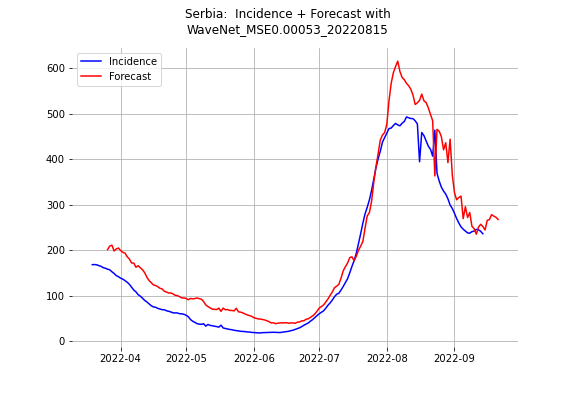 Serbia:  Incidence + Forecast with
WaveNet_MSE0.00053_20220815
Incidence
Forecast
600
500
400
300
200
100
0
2022-04 2022-05 2022-06 2022-07 2022-08 2022-09